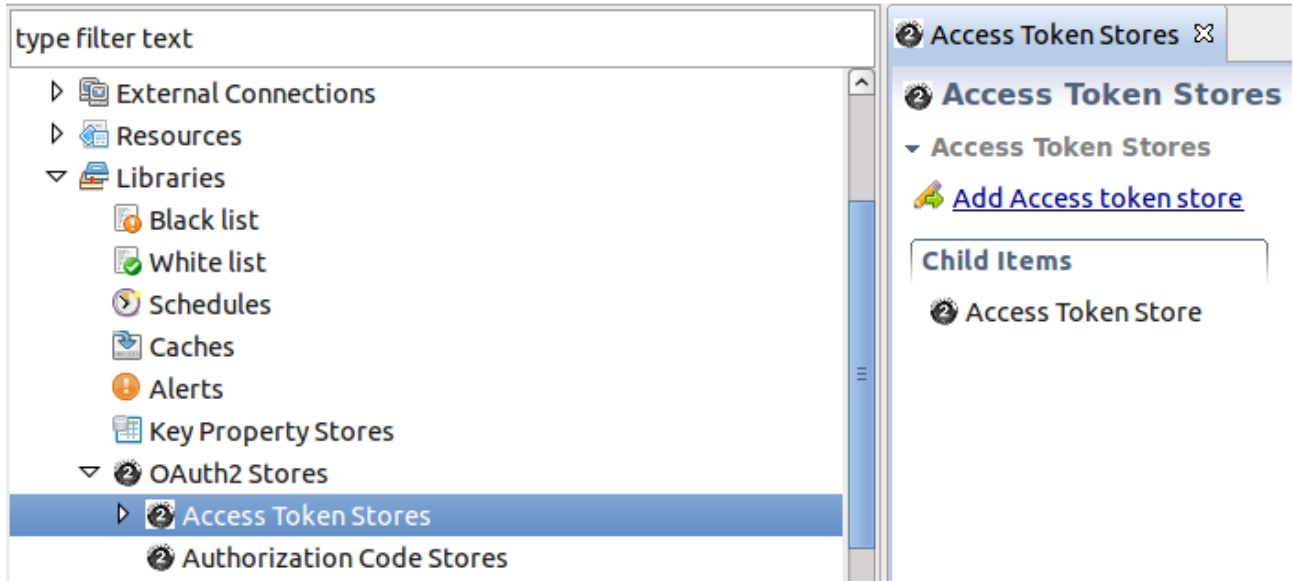 type filter text
External Connections
Resources
Libraries
Black list
White list
Schedules
Caches
Alerts
Key Property Stores
OAuth2 Stores
Access Token Stores
Authorization Code Stores
Access Token Stores
Access Token Stores
Access Token Stores
Add Access token store
Child Items
Access Token Store